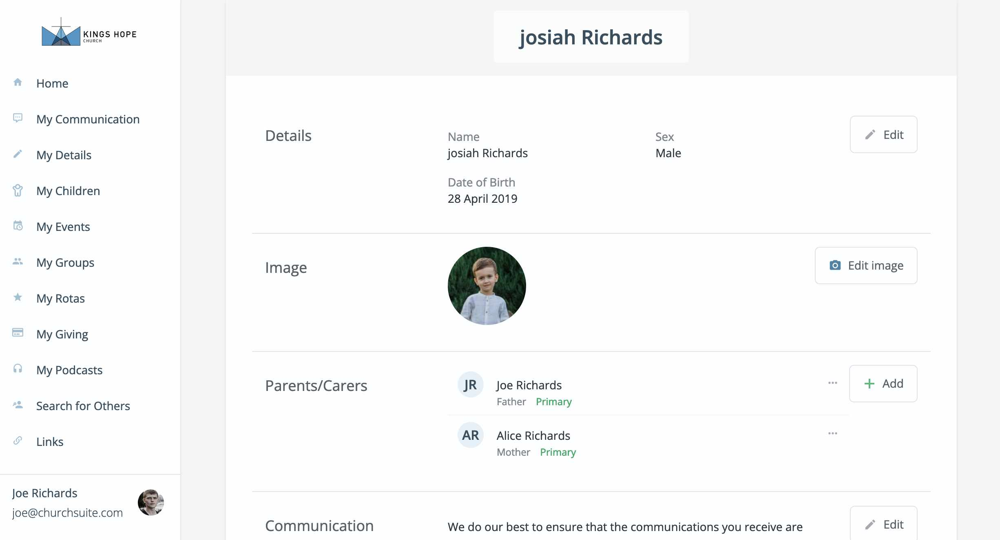 KINGS HOPE
CHURCH
Home
My Communication
My Details
My Children
My Events
My Groups
My Rotas
My Giving
My Podcasts
Search for Others
Links
Joe Richards
joe@churchsuite.com
josiah Richards
Details
Name
josiah Richards
Sex
Male
Edit
Date of Birth
28 April 2019
Image
Edit image
Parents/Carers
JR
Joe Richards
Father Primary
Add
AR
Alice Richards
Mother Primary
Communication
We do our best to ensure that the communications you receive are
Edit